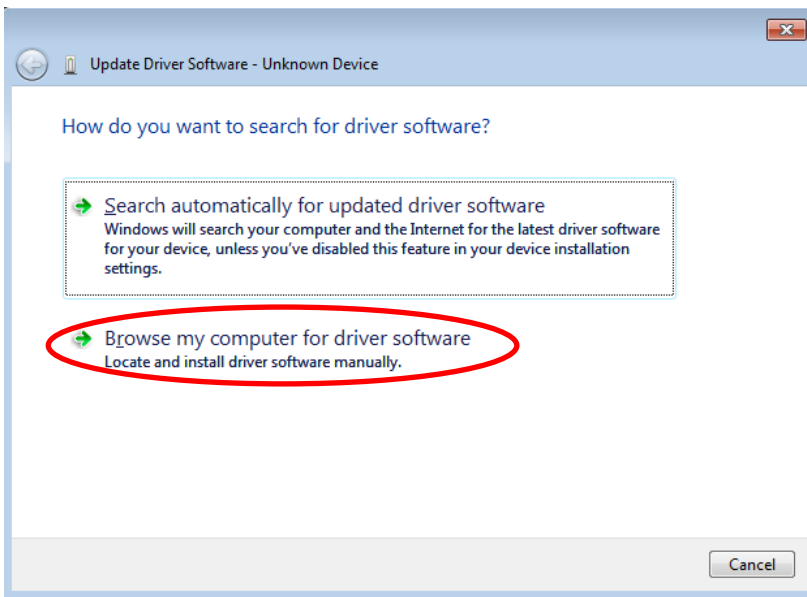 Update Driver Software - Unknown Device
How do you want to search for driver software?
Search automatically for updated driver software
Windows will search your computer and the Internet for the latest driver software
for your device, unless you've disabled this feature in your device installation
settings.
Browse my computer for driver software
Locate and install driver software manually.
Cancel